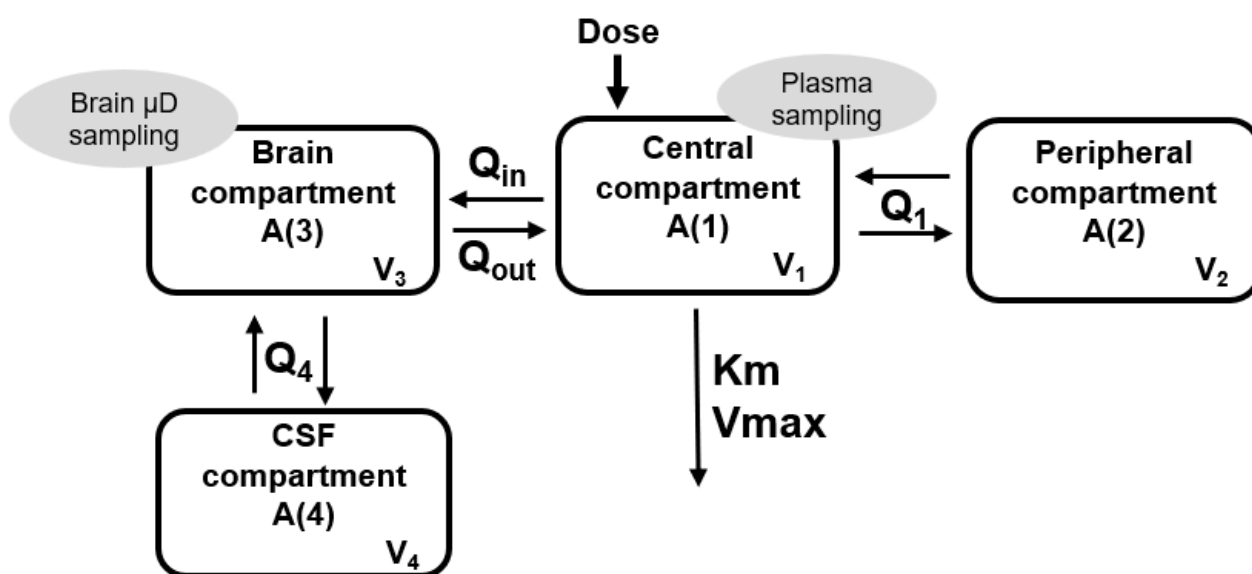 Dose
Brain µD
sampling
Plasma
sampling
Brain
compartment
A(3)
V3
Qin
Qout
Central
compartment
A(1)
V1
Q1
Peripheral
compartment
A(2)
V2
Q4
Km
Vmax
CSF
compartment
A(4)
V4